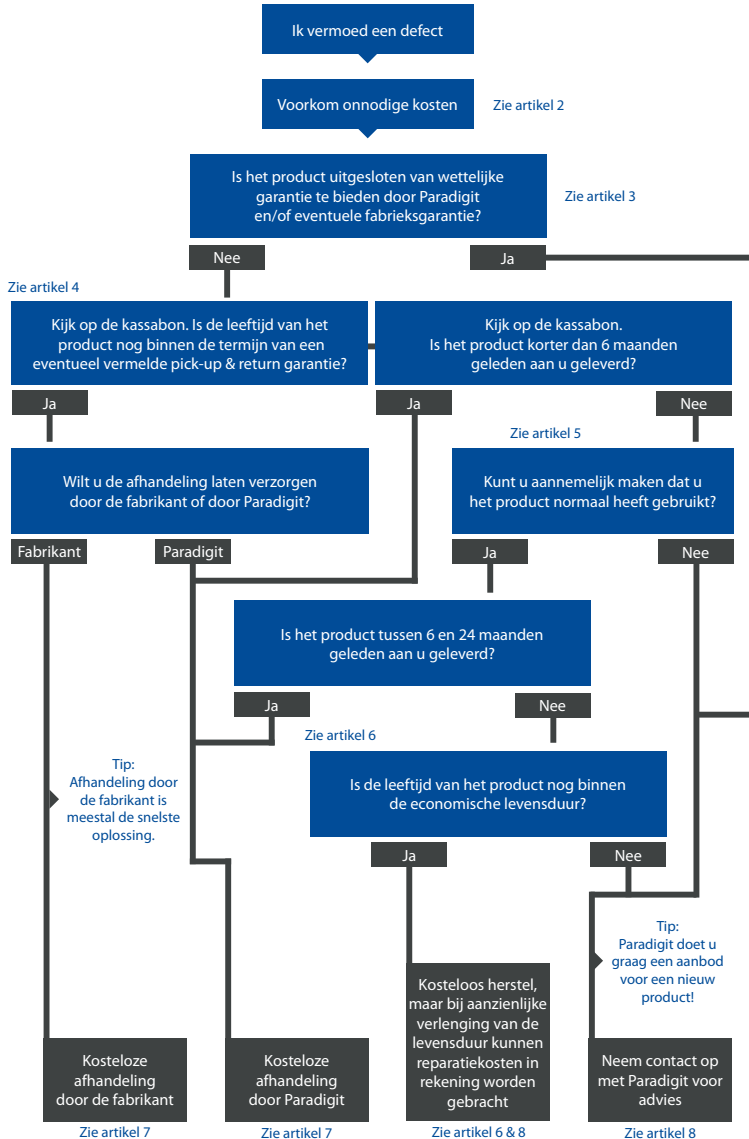 Ik vermoed een defect
Voorkom onnodige kosten
Zie artikel 2
Is het product uitgesloten van wettelijke
garantie te bieden door Paradigit
en/of eventuele fabrieksgarantie?
Zie artikel 3
Nee
Ja
Zie artikel 4
Kijk op de kassabon. Is de leeftijd van het
product nog binnen de termijn van een
eventueel vermelde pick-up & return garantie?
Kijk op de kassabon.
Is het product korter dan 6 maanden
geleden aan u geleverd?
Ja
Ja
Nee
Zie artikel 5
Wilt u de afhandeling laten verzorgen
door de fabrikant of door Paradigit?
Kunt u aannemelijk maken dat u
het product normaal heeft gebruikt?
Fabrikant
Paradigit
Ja
Nee
Is het product tussen 6 en 24 maanden
geleden aan u geleverd?
Ja
Nee
Zie artikel 6
Tip:
Afhandeling door
de fabrikant is
meestal de snelste
oplossing.
Is de leeftijd van het product nog binnen
de economische levensduur?
Ja
Nee
Tip:
Paradigit doet u
graag een aanbod
voor een nieuw
product!
Kosteloze
afhandeling
door de fabrikant
Kosteloze
afhandeling
door Paradigit
Kosteloos herstel,
maar bij aanzienlijke
verlenging van de
levensduur kunnen
reparatiekosten in
rekening worden
gebracht
Neem contact op
met Paradigit voor
advies
Zie artikel 7
Zie artikel 7
Zie artikel 6 & 8
Zie artikel 8